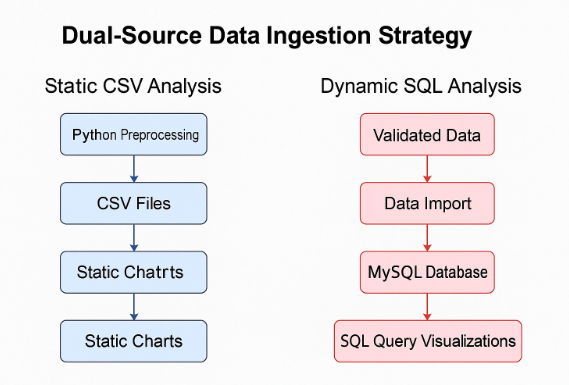 Dual-Source Data Ingestion Strategy
Static CSV Analysis
Python Preprocessing
CSV Files
Static Chatrts
Static Charts
Dynamic SQL Analysis
Validated Data
Data Import
MySQL Database
SQL Query Visualizations